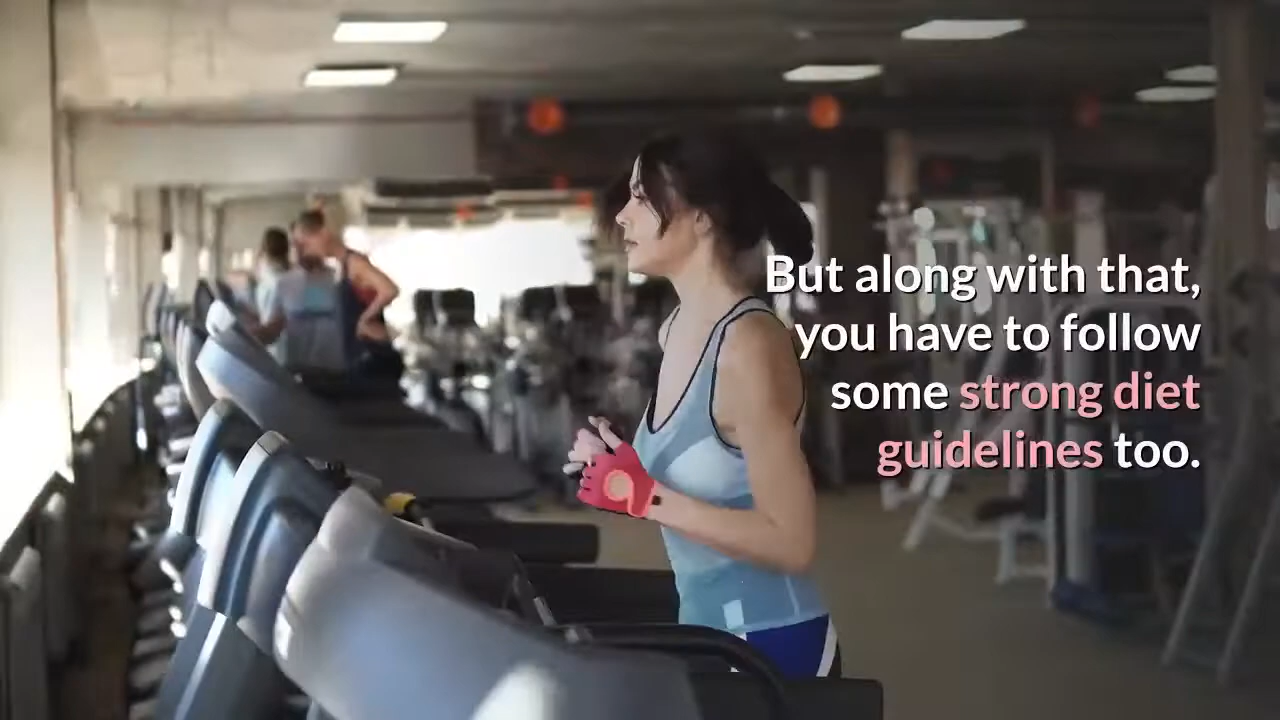 But along with that,
you have to follow
some strong diet
guidelines too.